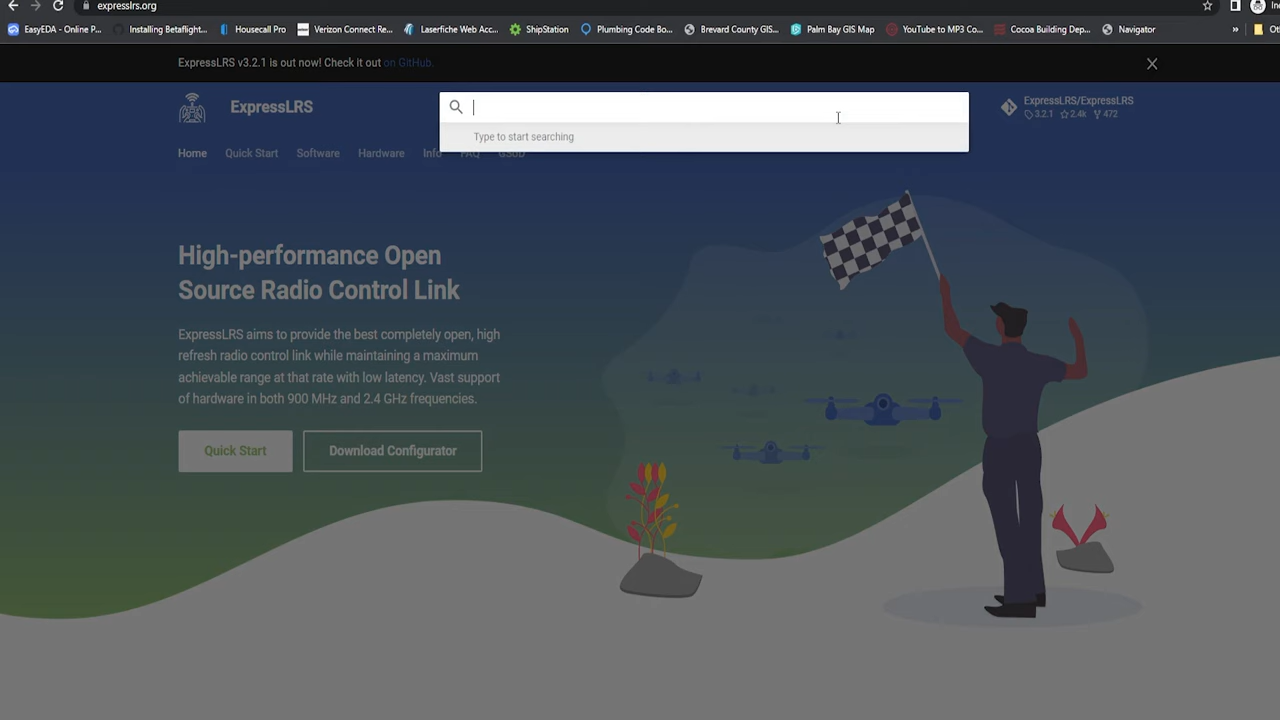 expresslrs.org
EasyEDA - Online P...
Installing Betaflight...
Housecall Pro
Verizon Connect Re...
Laserfiche Web Acc...
ShipStation
Plumbing Code Bo...
Brevard County GIS...
Palm Bay GIS Map
YouTube to MP3 Co...
Cocoa Building Dep...
Navigator
»
ExpressLRS v3.2.1 is out now! Check it out on GitHub.
ExpressLRS
Type to start searching
ExpressLRS/ExpressLRS
3.2.1 2.4k 472
Home Quick Start Software Hardware Info FAQ GSoD
High-performance Open
Source Radio Control Link
ExpressLRS aims to provide the best completely open, high
refresh radio control link while maintaining a maximum
achievable range at that rate with low latency. Vast support
of hardware in both 900 MHz and 2.4 GHz frequencies.
Quick Start
Download Configurator